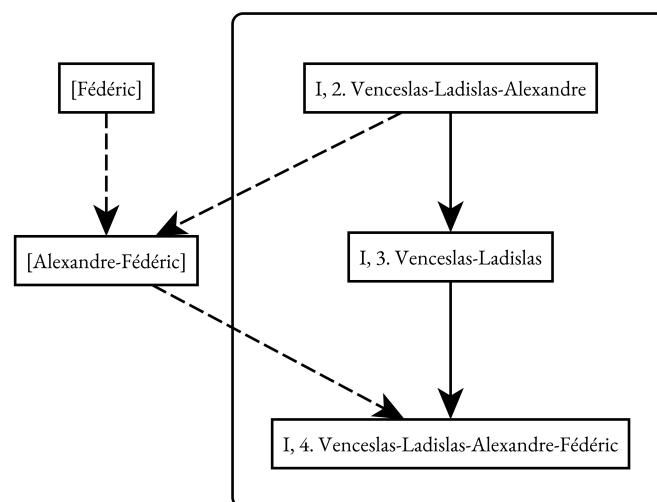 [Fédéric]
I, 2. Venceslas-Ladislas-Alexandre
[Alexandre-Fédéric]
I, 3. Venceslas-Ladislas
I, 4. Venceslas-Ladislas-Alexandre-Fédéric